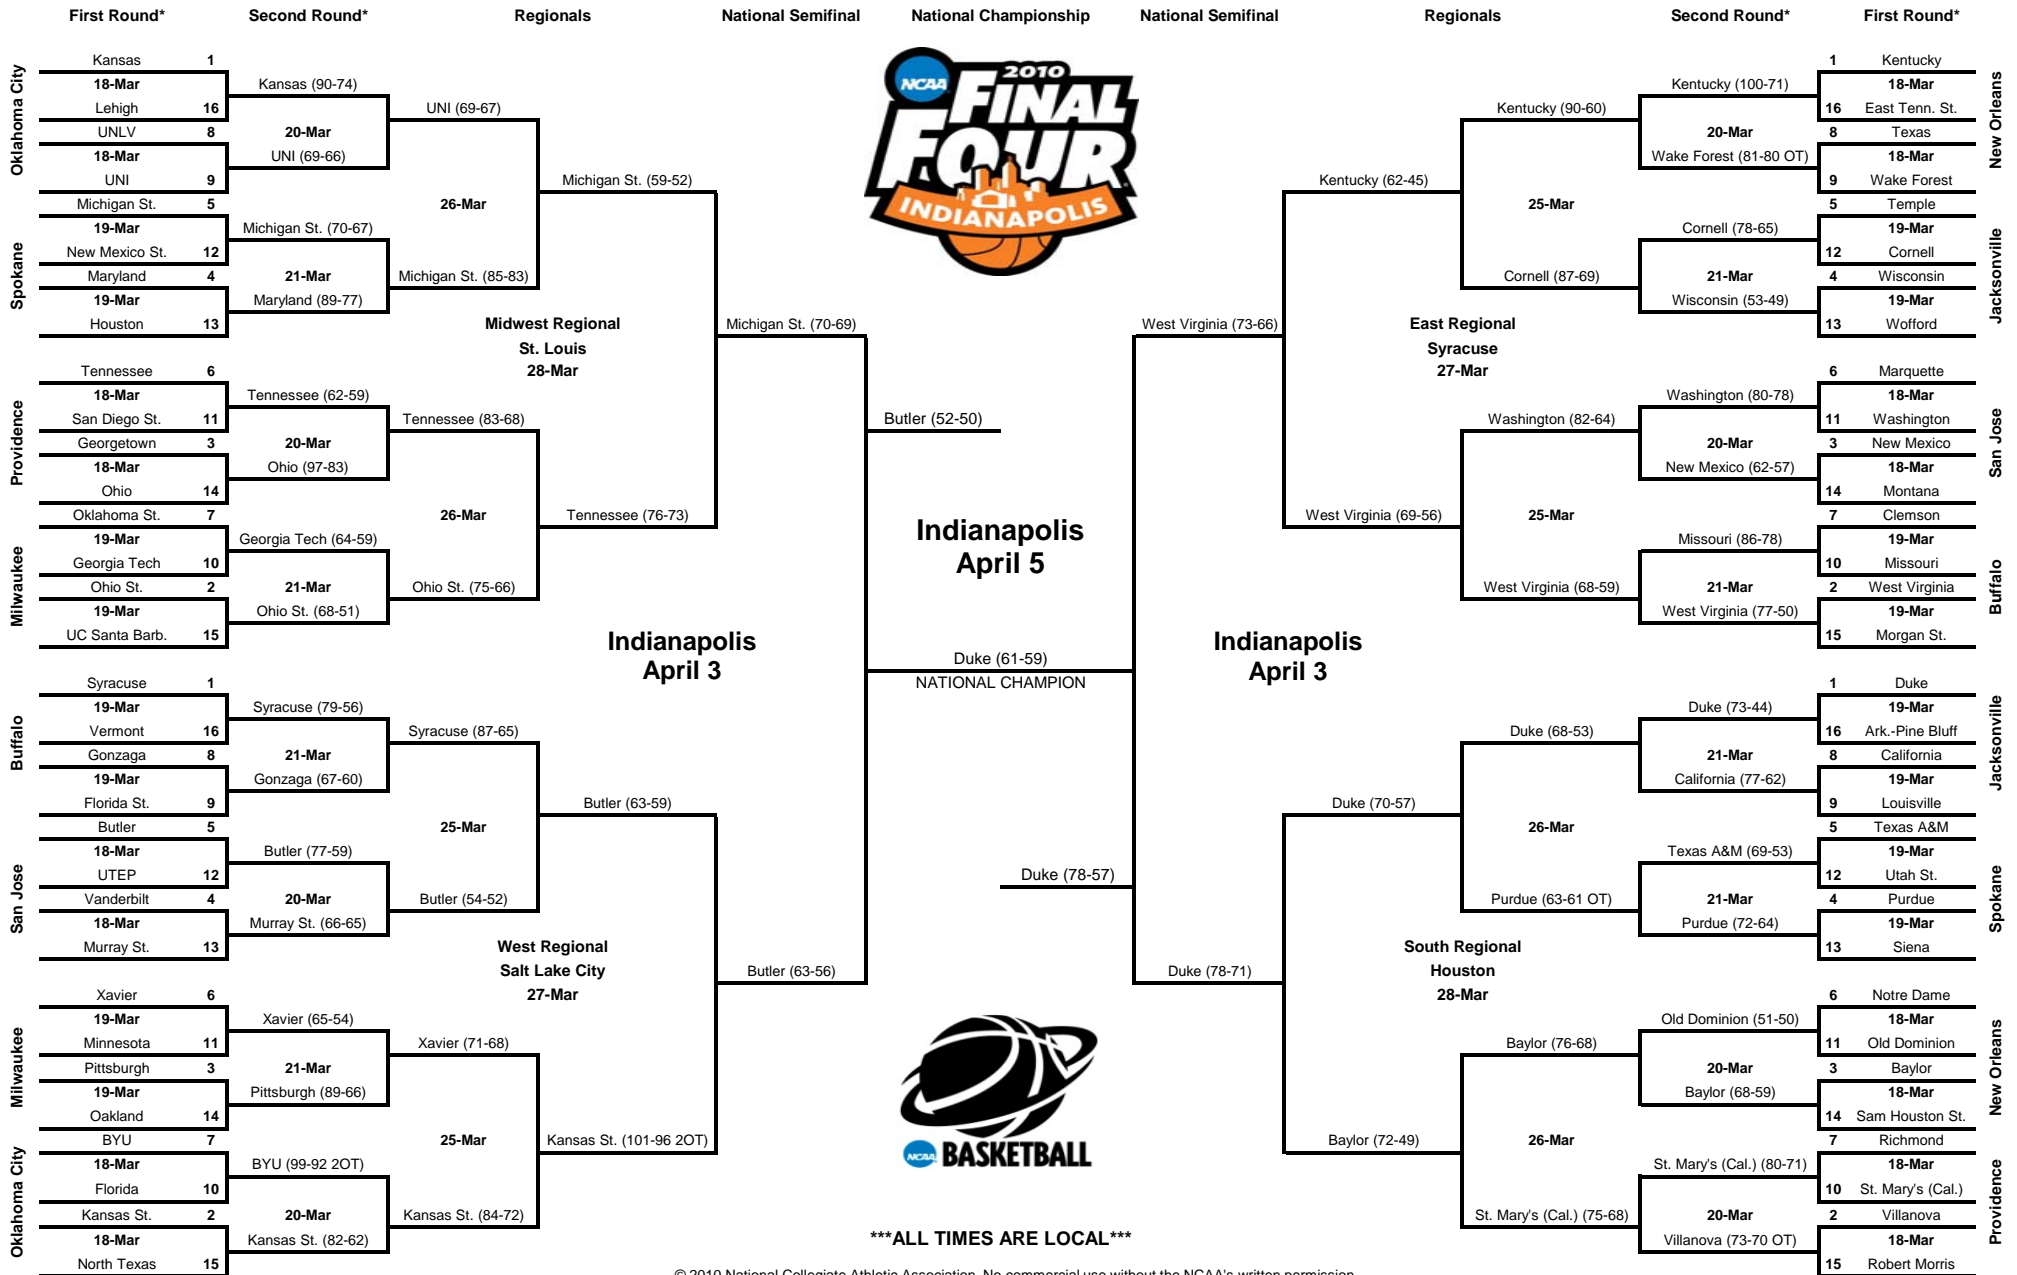 First Round* Second Round* Regionals National Semifinal National Championship National Semifinal Regionals Second Round* First Round*
Oklahoma City
Kansas 1
18-Mar
Lehigh 16
UNLV 8
18-Mar
UNI 9
Spokane
Michigan St. 5
19-Mar
New Mexico St. 12
Maryland 4
19-Mar
Houston 13
Providence
Tennessee 6
18-Mar
San Diego St. 11
Georgetown 3
18-Mar
Ohio 14
Milwaukee
Oklahoma St. 7
19-Mar
Georgia Tech 10
Ohio St. 2
19-Mar
UC Santa Barb. 15
Buffalo
Syracuse 1
19-Mar
Vermont 16
Gonzaga 8
19-Mar
Florida St. 9
San Jose
Butler 5
18-Mar
UTEP 12
Vanderbilt 4
18-Mar
Murray St. 13
Milwaukee
Xavier 6
19-Mar
Minnesota 11
Pittsburgh 3
19-Mar
Oakland 14
Oklahoma City
BYU 7
18-Mar
Florida 10
Kansas St. 2
18-Mar
North Texas 15
Kansas (90-74)
20-Mar
UNI (69-66)
Michigan St. (70-67)
21-Mar
Maryland (89-77)
Tennessee (62-59)
20-Mar
Ohio (97-83)
Georgia Tech (64-59)
21-Mar
Ohio St. (68-51)
Syracuse (79-56)
21-Mar
Gonzaga (67-60)
Butler (77-59)
20-Mar
Murray St. (66-65)
Xavier (65-54)
21-Mar
Pittsburgh (89-66)
BYU (99-92 2OT)
20-Mar
Kansas St. (82-62)
UNI (69-67)
26-Mar
Michigan St. (85-83)
Tennessee (83-68)
26-Mar
Ohio St. (75-66)
Syracuse (87-65)
25-Mar
Butler (54-52)
Xavier (71-68)
25-Mar
Kansas St. (84-72)
Michigan St. (59-52)
Midwest Regional
St. Louis
28-Mar
Tennessee (76-73)
Butler (63-59)
West Regional
Salt Lake City
27-Mar
Kansas St. (101-96 2OT)
Michigan St. (70-69)
Indianapolis
April 3
Butler (63-56)
NCAA
2010
FINAL
FOUR
INDIANAPOLIS
Butler (52-50)
Indianapolis
April 5
Duke (61-59)
NATIONAL CHAMPION
Duke (78-57)
NCAA BASKETBALL
***ALL TIMES ARE LOCAL***
© 2010 National Collegiate Athletic Association. No commercial use without the NCAA's written permission.
West Virginia (73-66)
Indianapolis
April 3
Duke (78-71)
Kentucky (62-45)
East Regional
Syracuse
27-Mar
West Virginia (69-56)
Duke (70-57)
South Regional
Houston
28-Mar
Baylor (72-49)
Kentucky (90-60)
25-Mar
Cornell (87-69)
Washington (82-64)
25-Mar
West Virginia (68-59)
Duke (68-53)
26-Mar
Purdue (63-61 OT)
Baylor (76-68)
26-Mar
St. Mary's (Cal.) (75-68)
Kentucky (100-71)
20-Mar
Wake Forest (81-80 OT)
Cornell (78-65)
21-Mar
Wisconsin (53-49)
Washington (80-78)
20-Mar
New Mexico (62-57)
Missouri (86-78)
21-Mar
West Virginia (77-50)
Duke (73-44)
21-Mar
California (77-62)
Texas A&M (69-53)
21-Mar
Purdue (72-64)
Old Dominion (51-50)
20-Mar
Baylor (68-59)
St. Mary's (Cal.) (80-71)
20-Mar
Villanova (73-70 OT)
New Orleans
1 Kentucky
18-Mar
16 East Tenn. St.
8 Texas
18-Mar
9 Wake Forest
Jacksonville
5 Temple
19-Mar
12 Cornell
4 Wisconsin
19-Mar
13 Wofford
San Jose
6 Marquette
18-Mar
11 Washington
3 New Mexico
18-Mar
14 Montana
Buffalo
7 Clemson
19-Mar
10 Missouri
2 West Virginia
19-Mar
15 Morgan St.
Jacksonville
1 Duke
19-Mar
16 Ark.-Pine Bluff
8 California
19-Mar
9 Louisville
Spokane
5 Texas A&M
19-Mar
12 Utah St.
4 Purdue
19-Mar
13 Siena
New Orleans
6 Notre Dame
18-Mar
11 Old Dominion
3 Baylor
18-Mar
14 Sam Houston St.
Providence
7 Richmond
18-Mar
10 St. Mary's (Cal.)
2 Villanova
18-Mar
15 Robert Morris